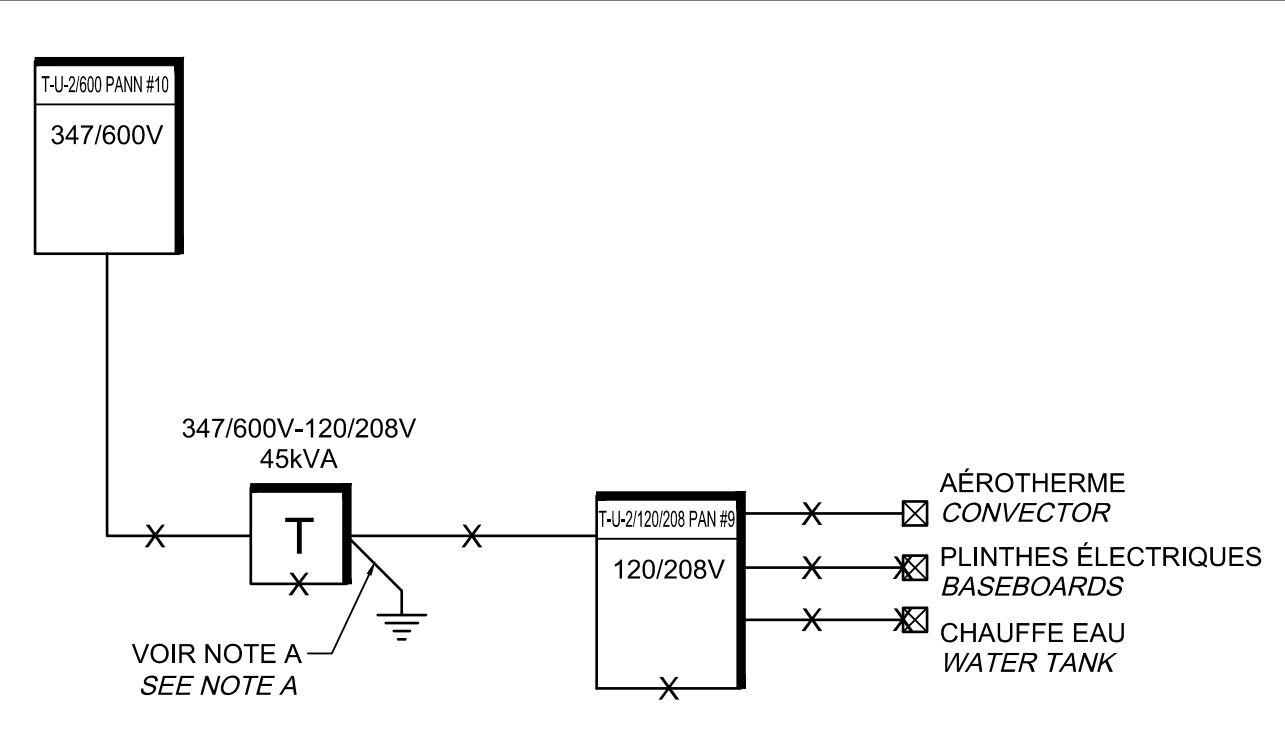 T-U-2/600 PANN #10
347/600V
347/600V-120/208V
45kVA
T
VOIR NOTE A
SEE NOTE A
T-U-2/120/208 PAN #9
120/208V
AÉROTHERME
CONVECTOR
PLINTHES ÉLECTRIQUES
BASEBOARDS
CHAUFFE EAU
WATER TANK